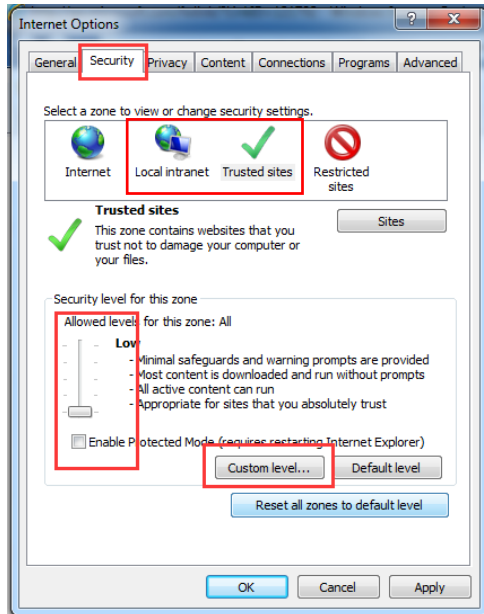 Internet Options
General Security Privacy Content Connections Programs Advanced
Select a zone to view or change security settings.
Internet Local intranet Trusted sites Restricted sites
Trusted sites
Sites
This zone contains websites that you
trust not to damage your computer or
your files.
Security level for this zone
Allowed levels for this zone: All
Low
- Minimal safeguards and warning prompts are provided
- Most content is downloaded and run without prompts
- All active content can run
- Appropriate for sites that you absolutely trust
Enable Protected Mode (requires restarting Internet Explorer)
Custom level... Default level
Reset all zones to default level
OK Cancel Apply